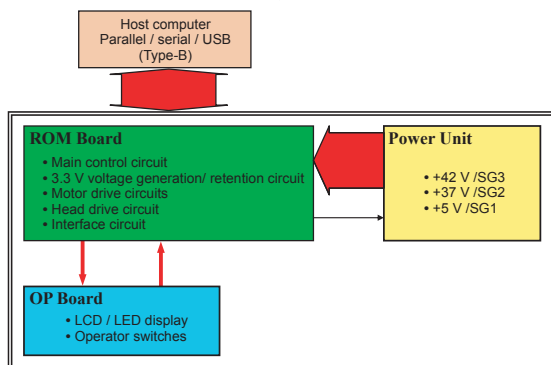 Host computer
Parallel / serial / USB
(Type-B)
ROM Board
• Main control circuit
• 3.3 V voltage generation/ retention circuit
• Motor drive circuits
• Head drive circuit
• Interface circuit
Power Unit
• +42 V /SG3
• +37 V /SG2
• +5 V /SG1
OP Board
• LCD / LED display
• Operator switches